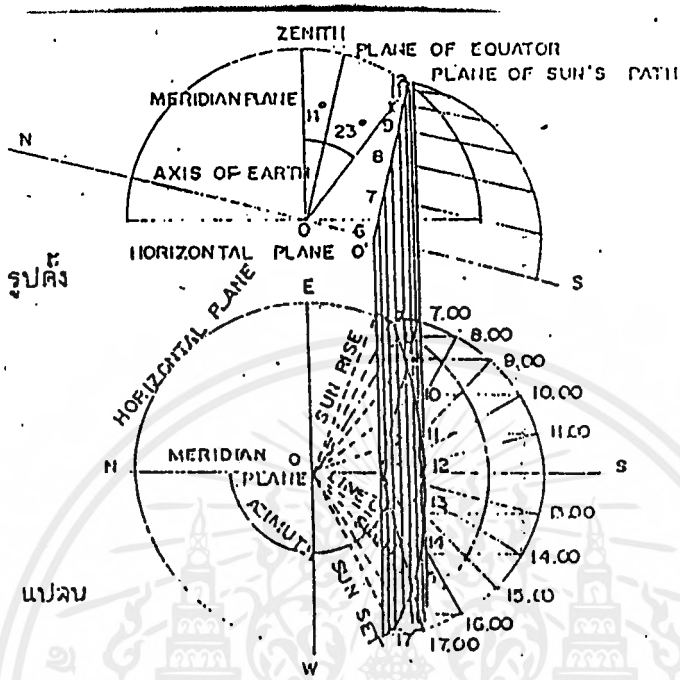 ZENITH
PLANE OF EQUATOR
PLANE OF SUN'S PATH
MERIDIAN PLANE
11°
23°
12
9
8
7
6
N
AXIS OF EARTH
O
O'
HORIZONTAL PLANE
S
รูปตั้ง
HORIZONTAL PLANE
E
SUN RISE
7.00
8.00
9.00
10.00
11.00
10
11
12
13
14
N
MERIDIAN
PLANE
O
S
AZIMUTH
13.00
14.00
15.00
16.00
17.00
17
SUN SET
แปลน
W